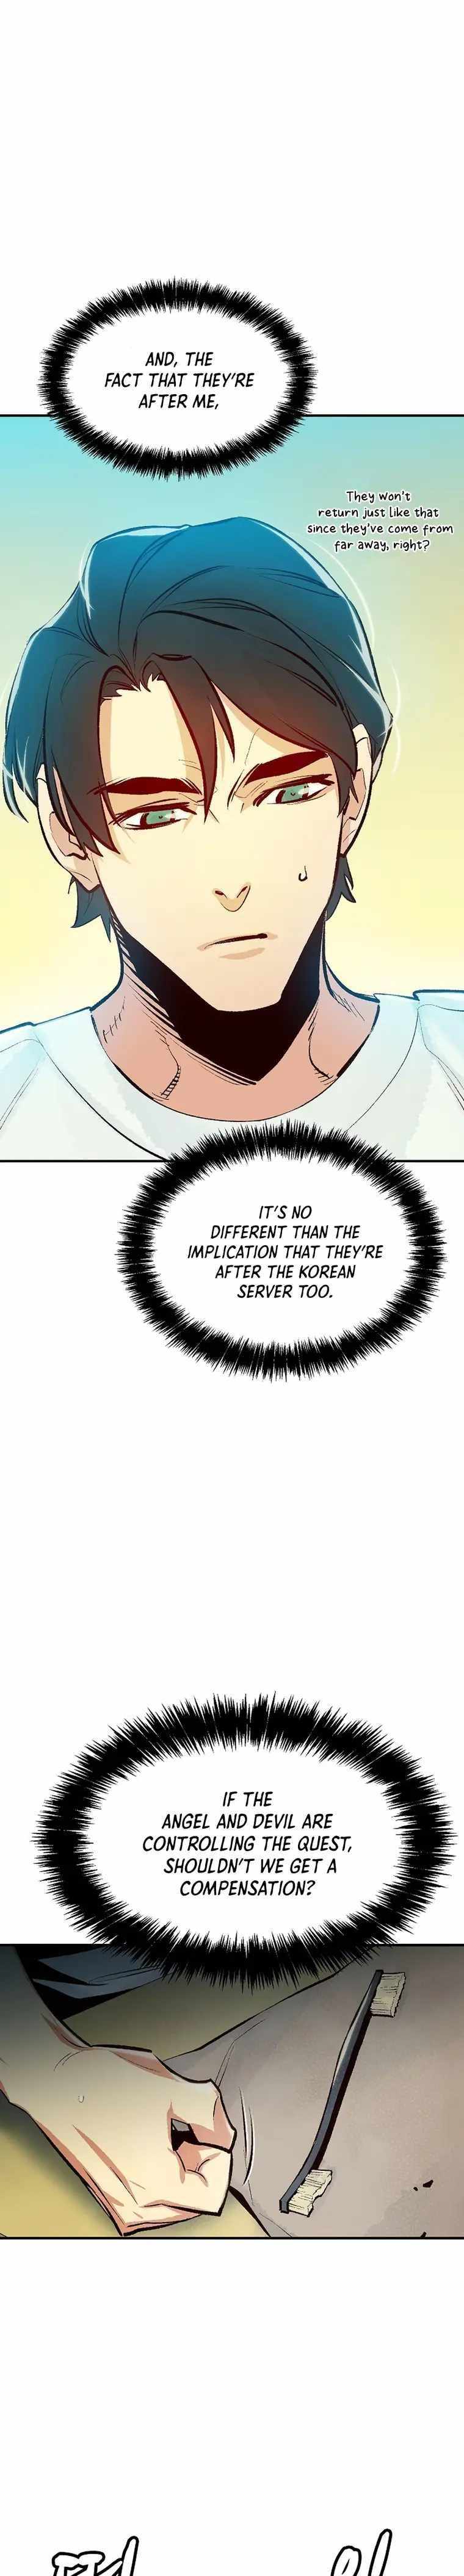 AND, THE
FACT THAT THEY'RE
AFTER ME,
They won't
return just like that
since they've come from
far away, right?
IT'S NO
DIFFERENT THAN THE
IMPLICATION THAT THEY'RE
AFTER THE KOREAN
SERVER TOO.
IF THE
ANGEL AND DEVIL ARE
CONTROLLING THE QUEST,
SHOULDN'T WE GET A
COMPENSATION?